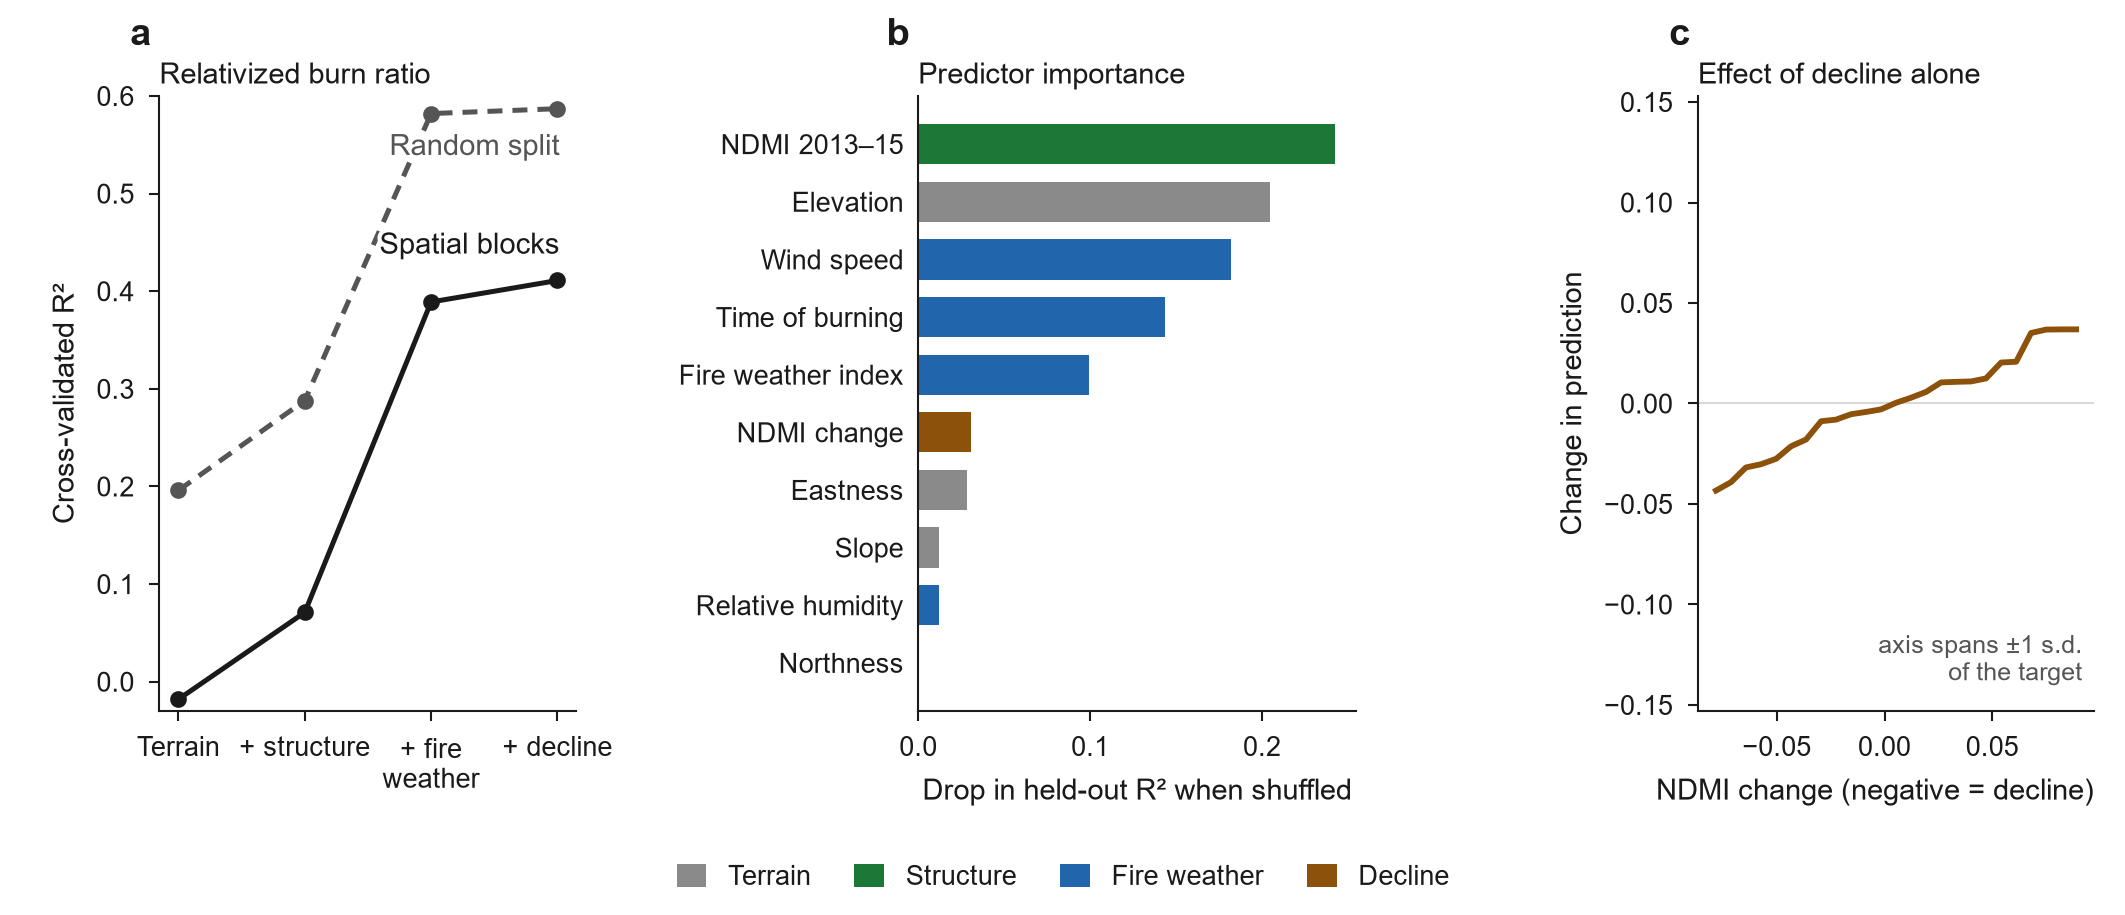 a
Relativized burn ratio
0.6
0.5
0.4
0.3
0.2
0.1
0.0
Cross-validated R²
Random split
Spatial blocks
Terrain
+ structure
+ fire
weather
+ decline
b
Predictor importance
NDMI 2013–15
Elevation
Wind speed
Time of burning
Fire weather index
NDMI change
Eastness
Slope
Relative humidity
Northness
0.0
0.1
0.2
Drop in held-out R² when shuffled
c
Effect of decline alone
0.15
0.10
0.05
0.00
−0.05
−0.10
−0.15
Change in prediction
axis spans ±1 s.d.
of the target
−0.05
0.00
0.05
NDMI change (negative = decline)
Terrain
Structure
Fire weather
Decline